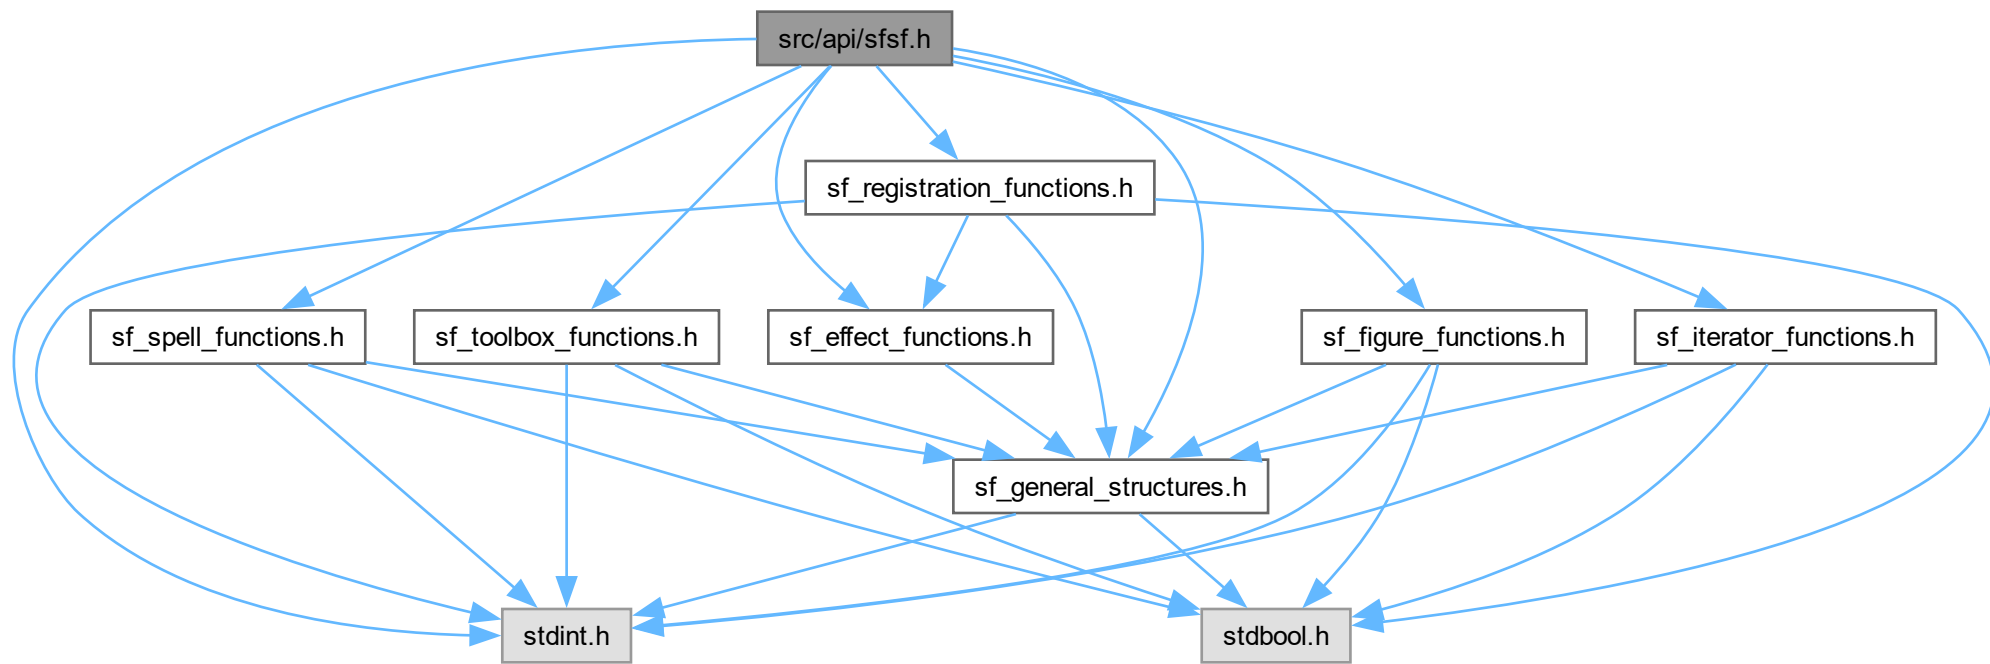 src/api/sfsf.h
sf_registration_functions.h
sf_spell_functions.h
sf_toolbox_functions.h
sf_effect_functions.h
sf_figure_functions.h
sf_iterator_functions.h
sf_general_structures.h
stdint.h
stdbool.h